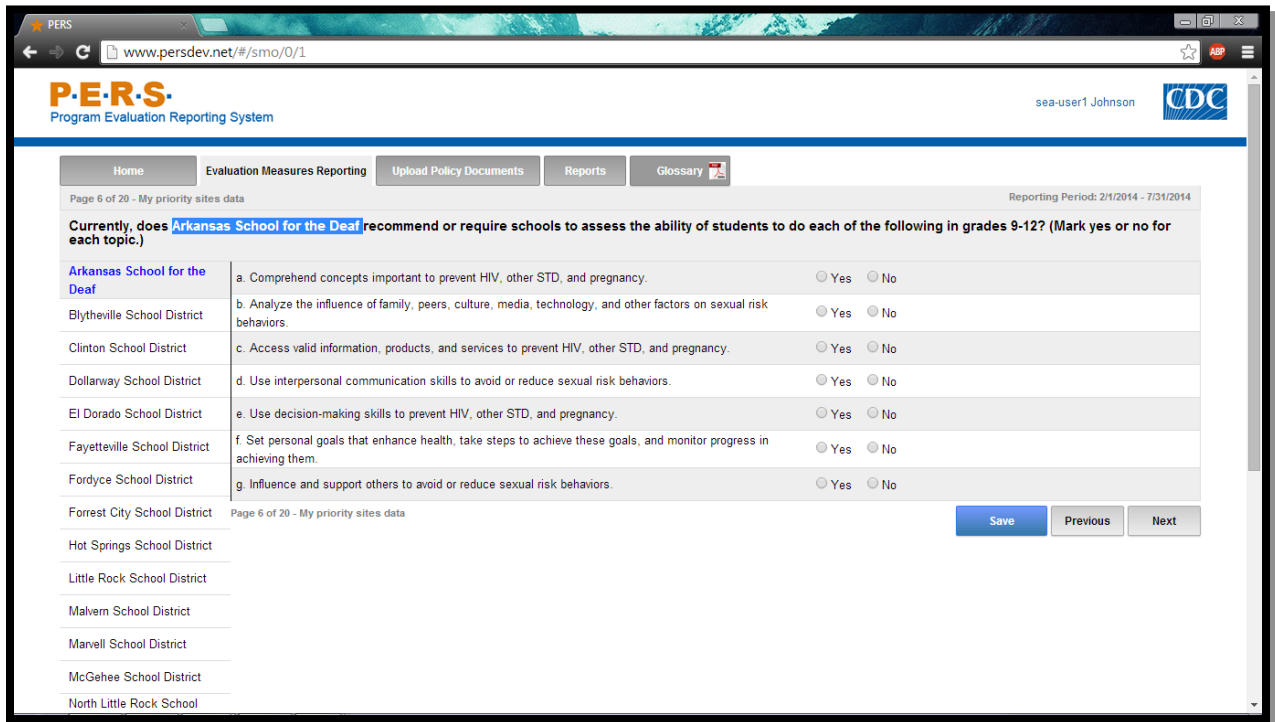 PERS
www.persdev.net/#/smo/0/1
ABP
P·E·R·S·
Program Evaluation Reporting System
sea-user1 Johnson
CDC
Home
Evaluation Measures Reporting
Upload Policy Documents
Reports
Glossary
Page 6 of 20 - My priority sites data
Reporting Period: 2/1/2014 - 7/31/2014
Currently, does Arkansas School for the Deaf recommend or require schools to assess the ability of students to do each of the following in grades 9-12? (Mark yes or no for
each topic.)
Arkansas School for the
Deaf
Blytheville School District
Clinton School District
Dollarway School District
El Dorado School District
Fayetteville School District
Fordyce School District
Forrest City School District
Hot Springs School District
Little Rock School District
Malvern School District
Marvell School District
McGehee School District
North Little Rock School
a. Comprehend concepts important to prevent HIV, other STD, and pregnancy.
Yes No
b. Analyze the influence of family, peers, culture, media, technology, and other factors on sexual risk
behaviors.
Yes No
c. Access valid information, products, and services to prevent HIV, other STD, and pregnancy.
Yes No
d. Use interpersonal communication skills to avoid or reduce sexual risk behaviors.
Yes No
e. Use decision-making skills to prevent HIV, other STD, and pregnancy.
Yes No
f. Set personal goals that enhance health, take steps to achieve these goals, and monitor progress in
achieving them.
Yes No
g. Influence and support others to avoid or reduce sexual risk behaviors.
Yes No
Page 6 of 20 - My priority sites data
Save
Previous
Next